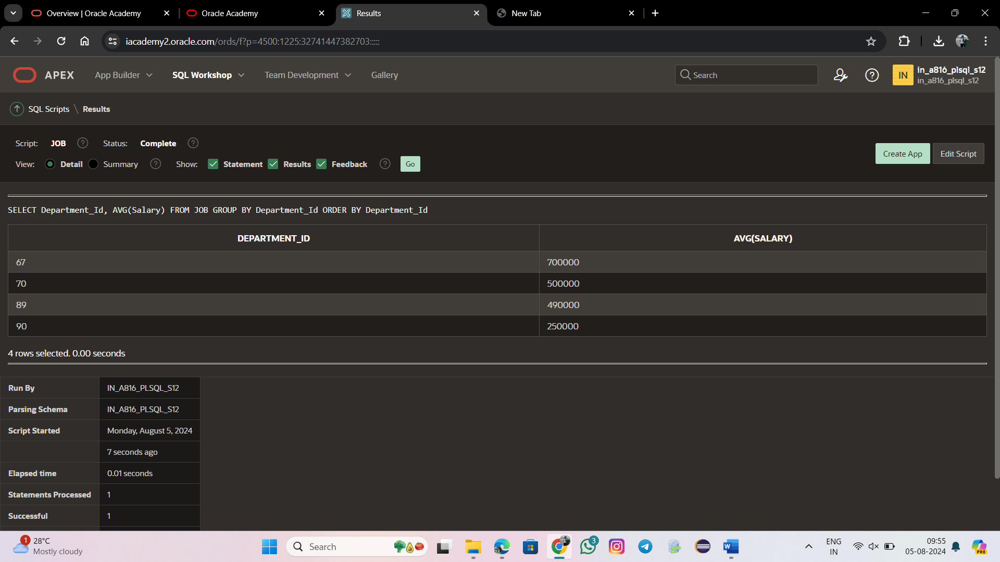 Overview | Oracle Academy
Oracle Academy
Results
New Tab
iacademy2.oracle.com/ords/f?p=4500:1225:32741447382703:::::
APEX
App Builder
SQL Workshop
Team Development
Gallery
Search
IN
in_a816_plsql_s12
in_a816_plsql_s12
SQL Scripts \ Results
Script: JOB ? Status: Complete ?
View: Detail Summary ? Show: Statement Results Feedback ? Go
Create App
Edit Script
SELECT Department_Id, AVG(Salary) FROM JOB GROUP BY Department_Id ORDER BY Department_Id
DEPARTMENT_ID AVG(SALARY)
67 700000
70 500000
89 490000
90 250000
4 rows selected. 0.00 seconds
Run By IN_A816_PLSQL_S12
Parsing Schema IN_A816_PLSQL_S12
Script Started Monday, August 5, 2024
7 seconds ago
Elapsed time 0.01 seconds
Statements Processed 1
Successful 1
1
28°C
Mostly cloudy
Search
3
W
ENG
IN
09:55
05-08-2024
PRE